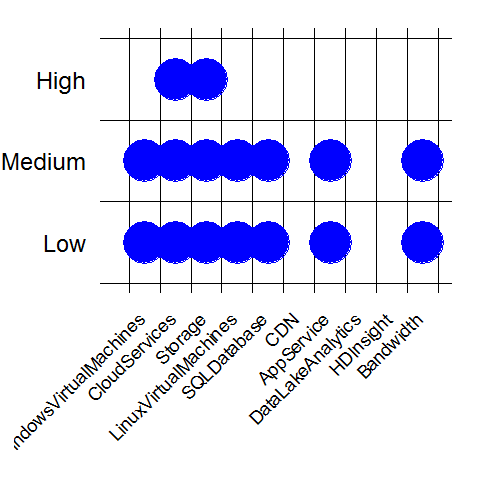 High
Medium
Low
ndowsVirtualMachines
CloudServices
Storage
LinuxVirtualMachines
SQLDatabase
CDN
AppService
DataLakeAnalytics
HDInsight
Bandwidth